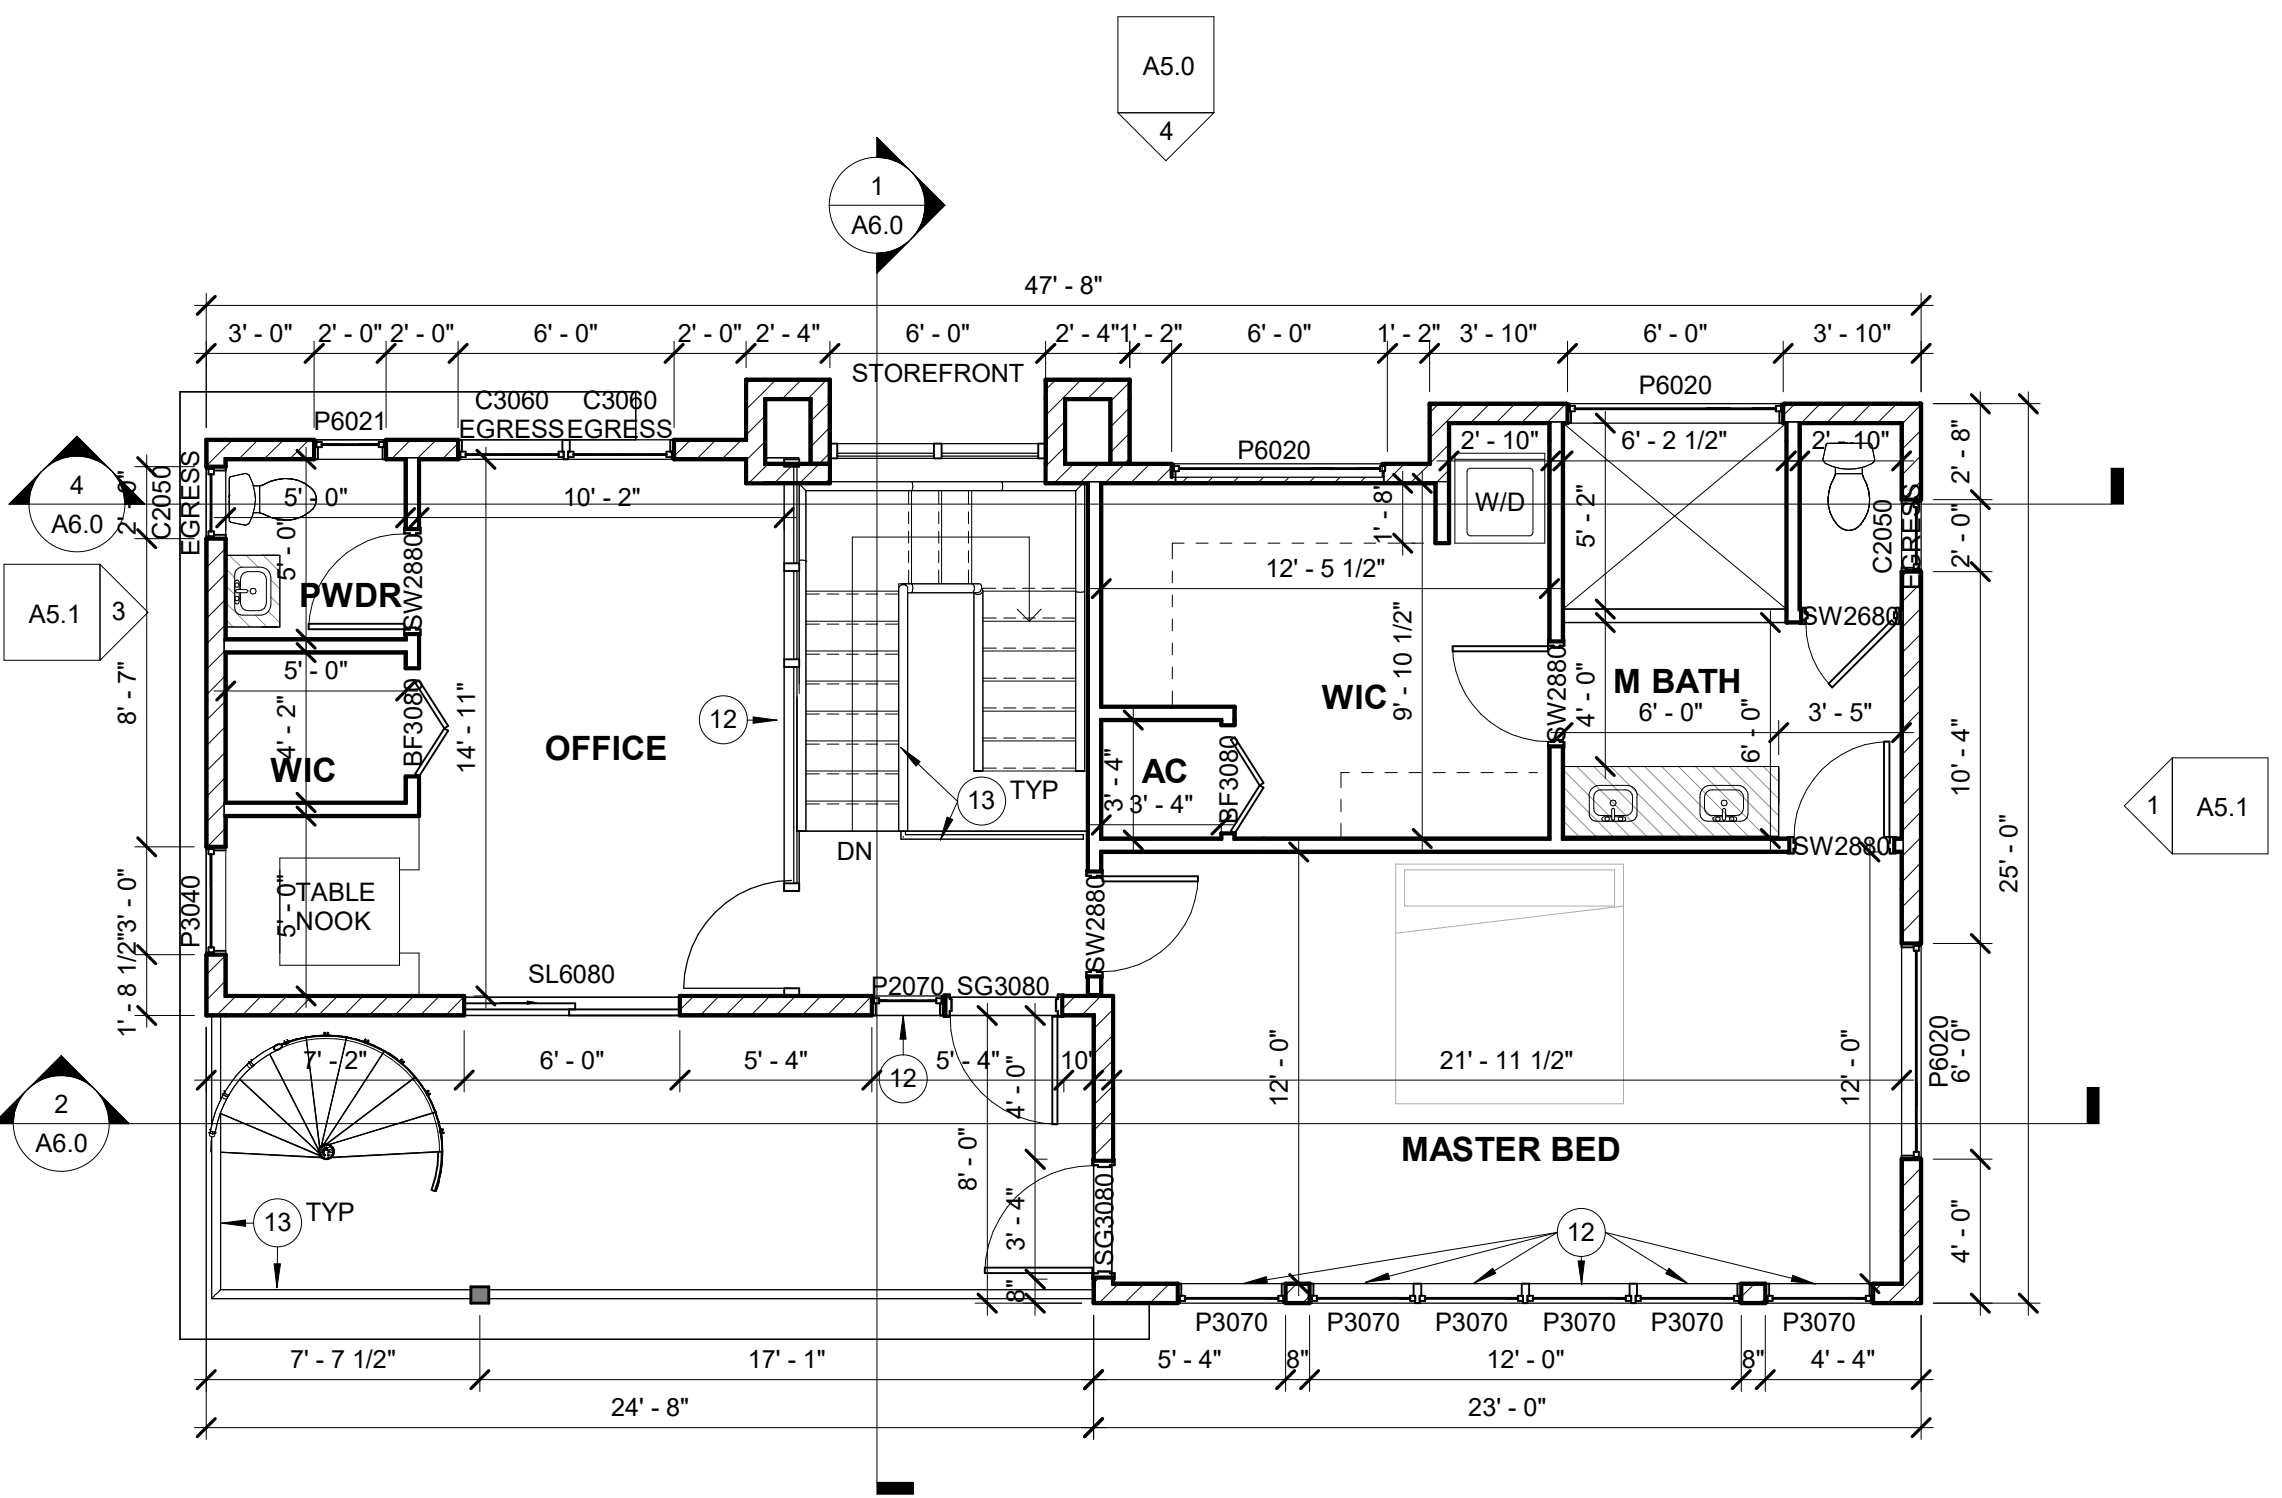 A5.0
4
1
A6.0
47' - 8"
3' - 0" 2' - 0" 2' - 0" 6' - 0" 2' - 0" 2' - 4" 6' - 0" 2' - 4" 1' - 2" 6' - 0" 1' - 2" 3' - 10" 6' - 0" 3' - 10"
STOREFRONT
P6020
C3060 C3060
EGRESS EGRESS
P6021
P6020
2' - 10" 6' - 2 1/2" 2' - 10"
4
A6.0
2' - 0"
C2050
EGRESS
5' - 0"
10' - 2"
1' - 8"
W/D
5' - 2"
C2050
EGRESS
2' - 8"
2' - 0"
5' - 0"
PWDR
SW2880
12' - 5 1/2"
A5.1
3
SW2680
5' - 0"
8' - 7"
4' - 2"
WIC
BF3080
14' - 11"
OFFICE
12
9' - 10 1/2"
WIC
SW2880
4' - 0"
M BATH
6' - 0"
3' - 5"
6' - 0"
10' - 4"
25' - 0"
13
TYP
AC
3' - 4"
3' - 4"
BF3080
1
A5.1
DN
SW2880
P3040
3' - 0"
1' - 8 1/2"
5' - 0"
TABLE
NOOK
SW2880
SL6080
P2070
SG3080
7' - 2" 6' - 0" 5' - 4" 5' - 4" 10"
12
4' - 0"
8' - 0"
3' - 4"
8"
SG3080
12' - 0"
21' - 11 1/2"
12' - 0"
P6020
6' - 0"
4' - 0"
2
A6.0
MASTER BED
13
TYP
12
P3070 P3070 P3070 P3070 P3070 P3070
7' - 7 1/2" 17' - 1" 5' - 4" 8" 12' - 0" 8" 4' - 4"
24' - 8" 23' - 0"